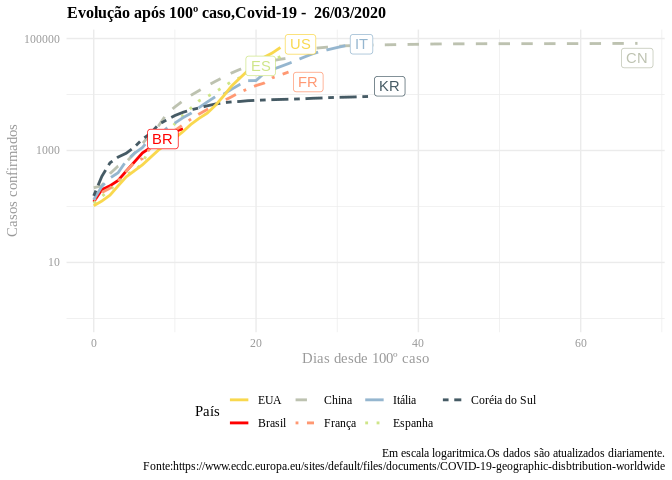 Evolução após 100º caso,Covid-19 - 26/03/2020
100000
1000
10
Casos confirmados
US
IT
ES
CN
FR
KR
BR
0
20
40
60
Dias desde 100º caso
País
EUA
China
Itália
Coréia do Sul
Brasil
França
Espanha
Em escala logaritmica.Os dados são atualizados diariamente.
Fonte:https://www.ecdc.europa.eu/sites/default/files/documents/COVID-19-geographic-disbtribution-worldwide